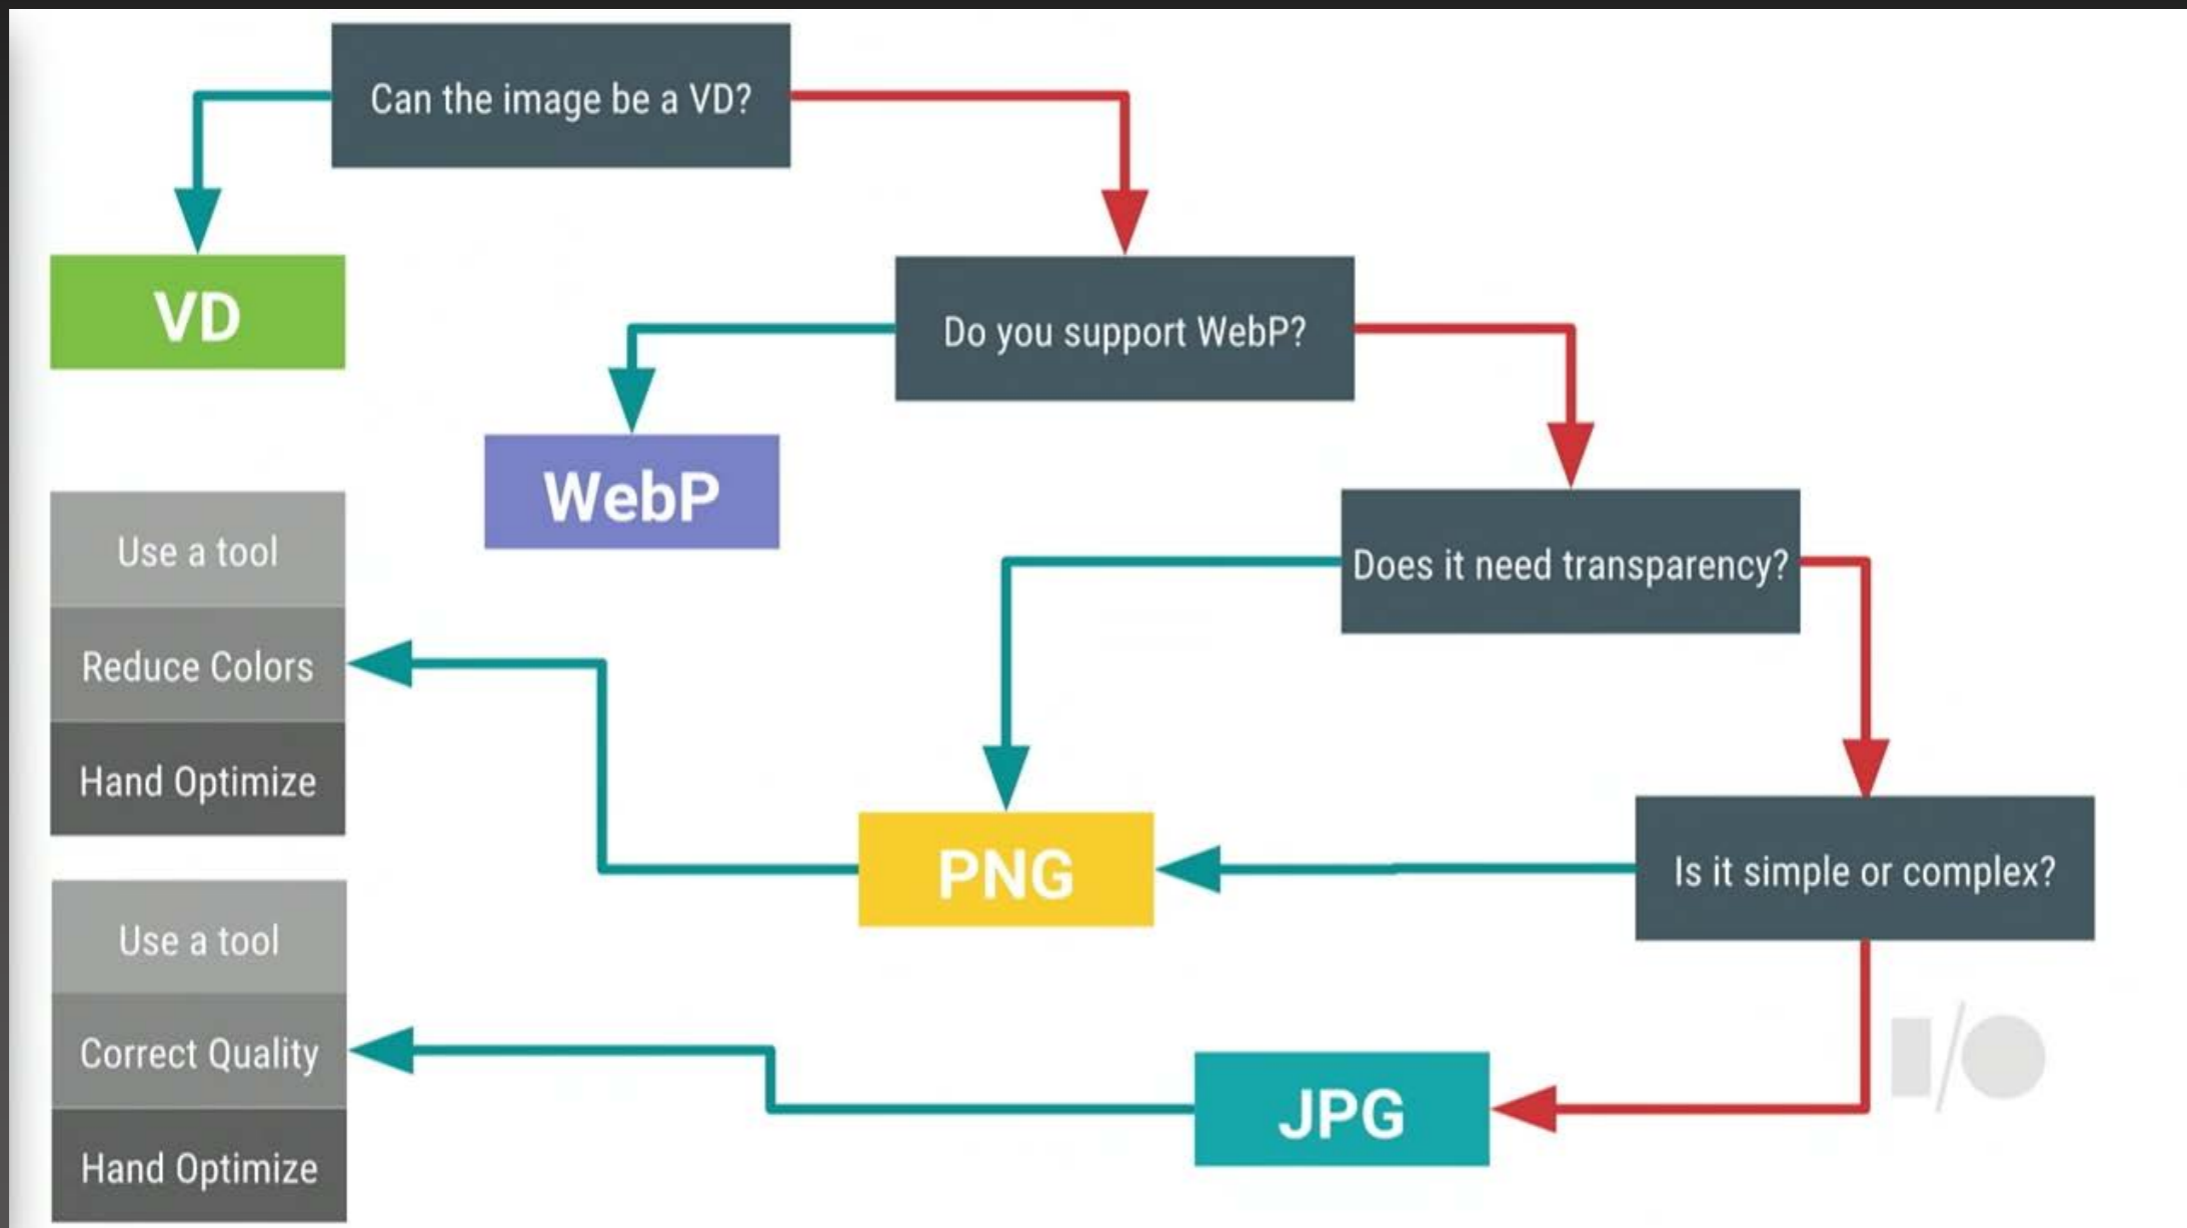 Can the image be a VD?
VD
Do you support WebP?
WebP
Does it need transparency?
Use a tool
Reduce Colors
Hand Optimize
PNG
Is it simple or complex?
Use a tool
Correct Quality
Hand Optimize
JPG
I/O